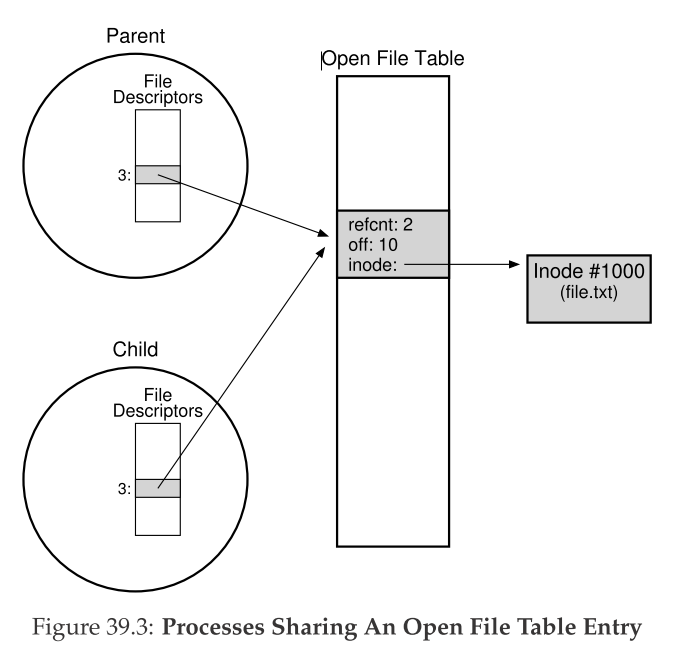 Parent
File
Descriptors
3:
Open File Table
refcnt: 2
off: 10
inode:
Inode #1000
(file.txt)
Child
File
Descriptors
3:
Figure 39.3: Processes Sharing An Open File Table Entry